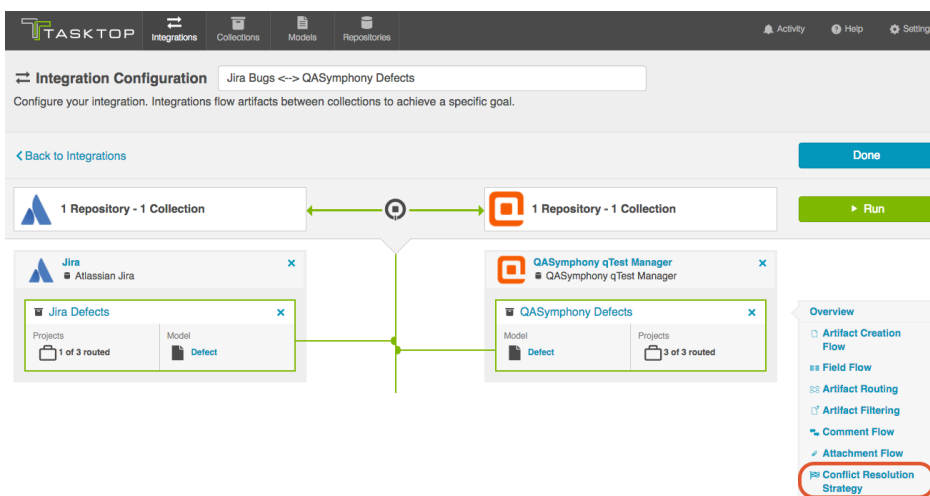 TASKTOP
Integrations
Collections
Models
Repositories
Activity
Help
Setting
Integration Configuration
Jira Bugs <--> QASymphony Defects
Configure your integration. Integrations flow artifacts between collections to achieve a specific goal.
Back to Integrations
Done
1 Repository - 1 Collection
1 Repository - 1 Collection
Run
Jira
Atlassian Jira
QASymphony qTest Manager
QASymphony qTest Manager
Jira Defects
Projects
1 of 3 routed
Model
Defect
QASymphony Defects
Model
Defect
Projects
3 of 3 routed
Overview
Artifact Creation
Flow
Field Flow
Artifact Routing
Artifact Filtering
Comment Flow
Attachment Flow
Conflict Resolution
Strategy